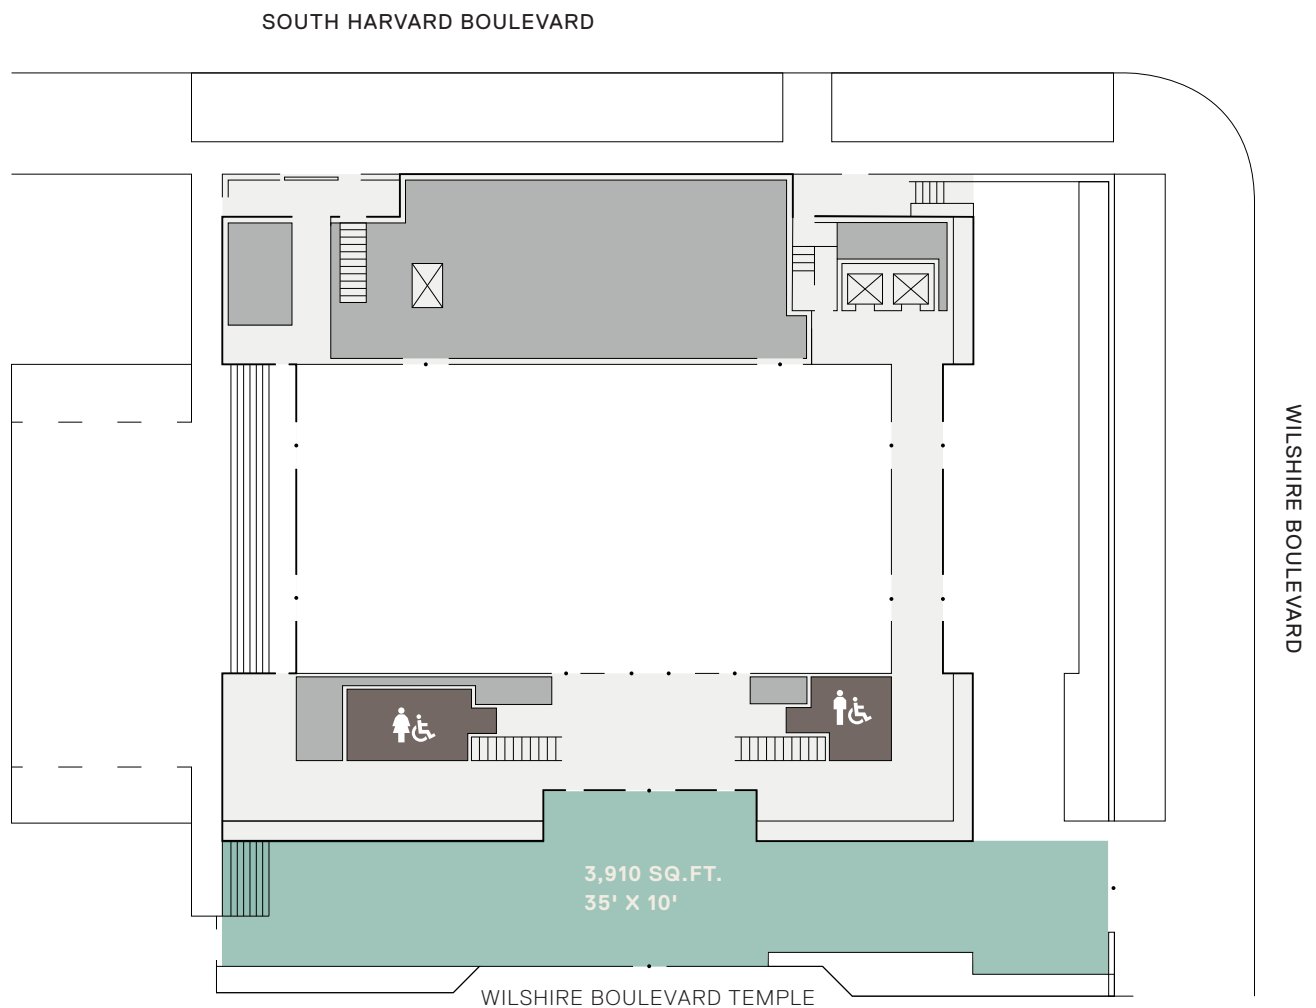 SOUTH HARVARD BOULEVARD
WILSHIRE BOULEVARD
3,910 SQ.FT.
35' X 10'
WILSHIRE BOULEVARD TEMPLE